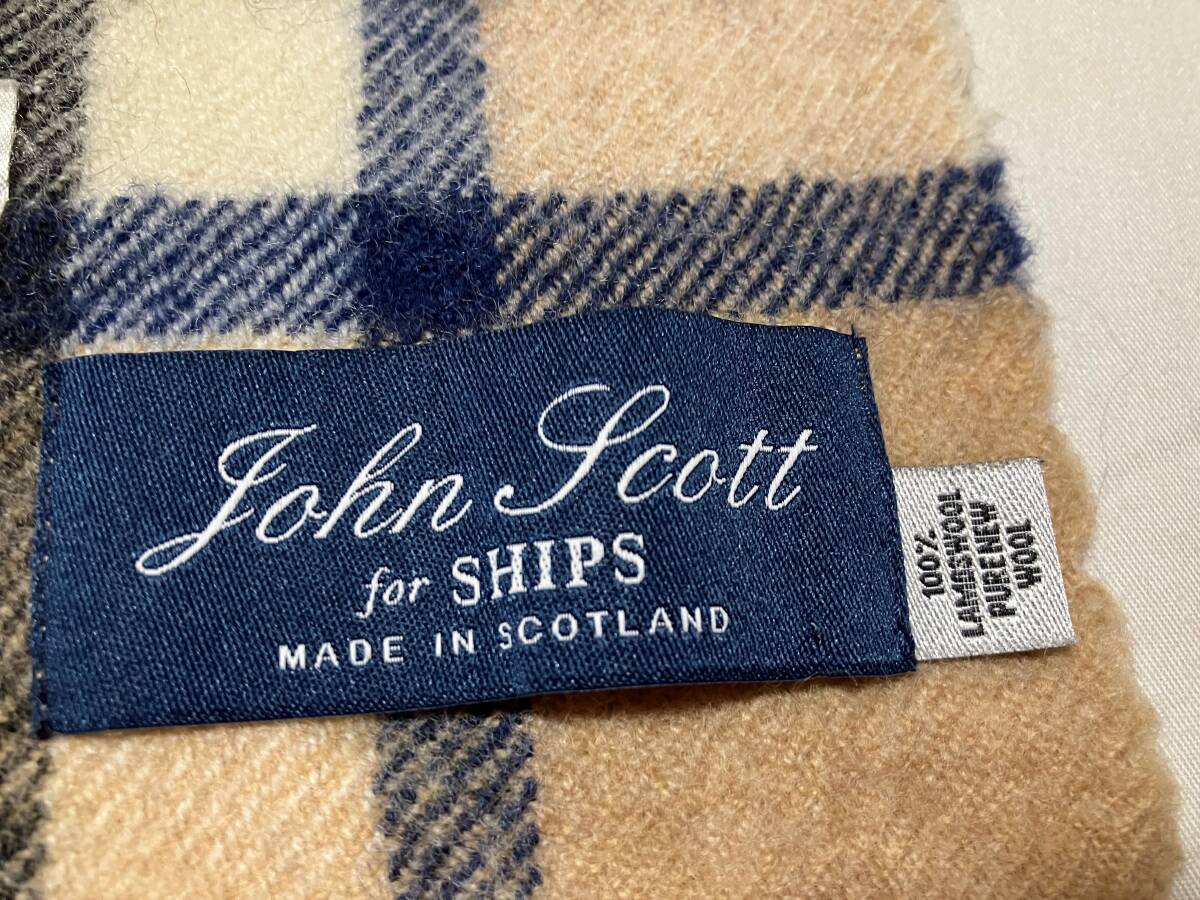 John Scott
for SHIPS
MADE IN SCOTLAND
100%
LAMBSWOOL
PURE NEW
WOOL